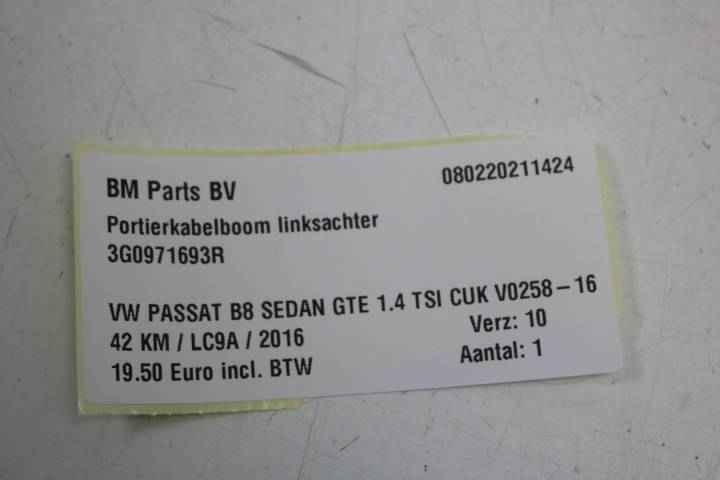 BM Parts BV 080220211424
Portierkabelboom linksachter
3G0971693R
VW PASSAT B8 SEDAN GTE 1.4 TSI CUK V0258-16
42 KM / LC9A / 2016 Verz: 10
19.50 Euro incl. BTW Aantal: 1